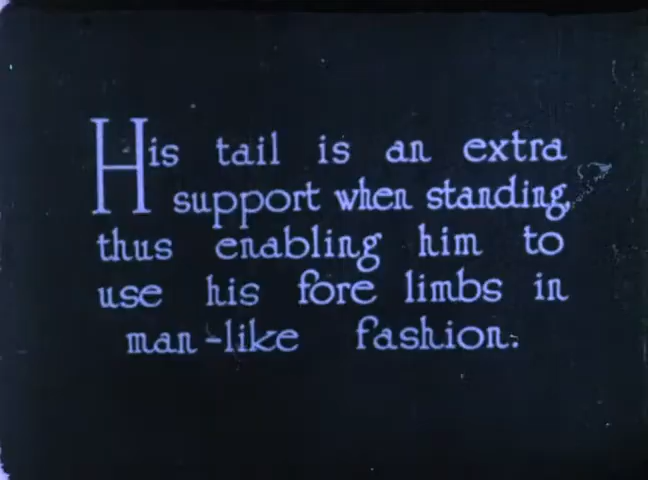 His tail is an extra
support when standing,
thus enabling him to
use his fore limbs in
man-like fashion.